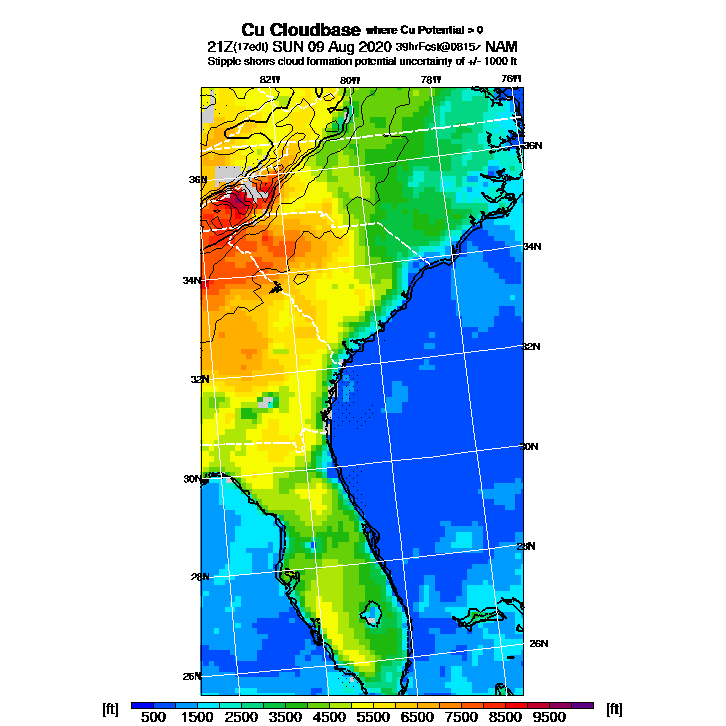 Cu Cloudbase where Cu Potential > 0
21Z(17edt) SUN 09 Aug 2020 39hrFcst@0815z NAM
Stipple shows cloud formation potential uncertainty of +/- 1000 ft
82W 80W 78W 76W
36N 36N
34N 34N
32N 32N
30N 30N
28N 28N
26N 26N
[ft] 500 1500 2500 3500 4500 5500 6500 7500 8500 9500 [ft]